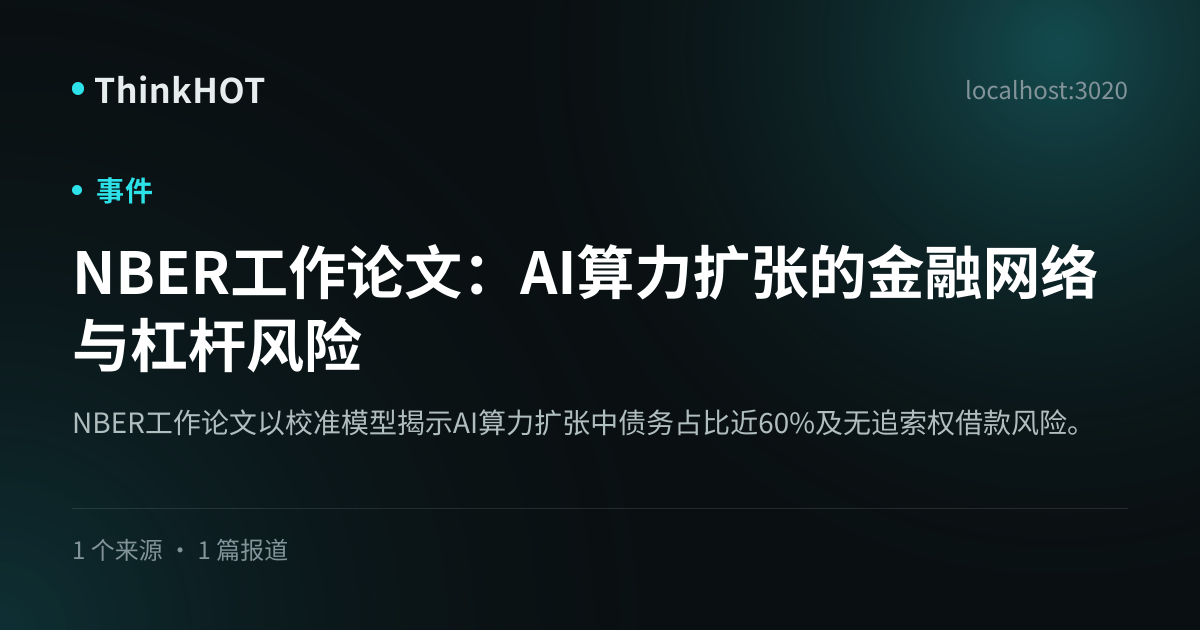 ThinkHOT
localhost:3020
事件
NBER工作论文：AI算力扩张的金融网络
与杠杆风险
NBER工作论文以校准模型揭示AI算力扩张中债务占比近60%及无追索权借款风险。
1 个来源 · 1 篇报道